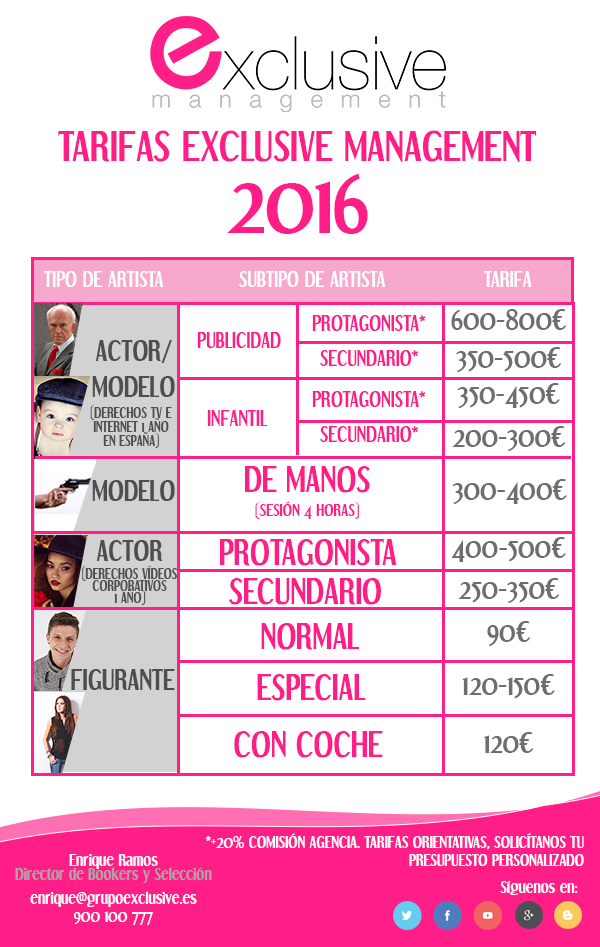 exclusive
management
TARIFAS EXCLUSIVE MANAGEMENT
2016
TIPO DE ARTISTA SUBTIPO DE ARTISTA TARIFA
ACTOR/
MODELO
(DERECHOS TV E
INTERNET 1 AÑO
EN ESPAÑA)
PUBLICIDAD
PROTAGONISTA* 600-800€
SECUNDARIO* 350-500€
INFANTIL
PROTAGONISTA* 350-450€
SECUNDARIO* 200-300€
MODELO
DE MANOS
(SESIÓN 4 HORAS)
300-400€
ACTOR
(DERECHOS VÍDEOS
CORPORATIVOS
1 AÑO)
PROTAGONISTA 400-500€
SECUNDARIO 250-350€
FIGURANTE
NORMAL 90€
ESPECIAL 120-150€
CON COCHE 120€
*+20% COMISIÓN AGENCIA. TARIFAS ORIENTATIVAS, SOLICÍTANOS TU
PRESUPUESTO PERSONALIZADO
Enrique Ramos
Director de Bookers y Selección
enrique@grupoexclusive.es
900 100 777
Síguenos en: